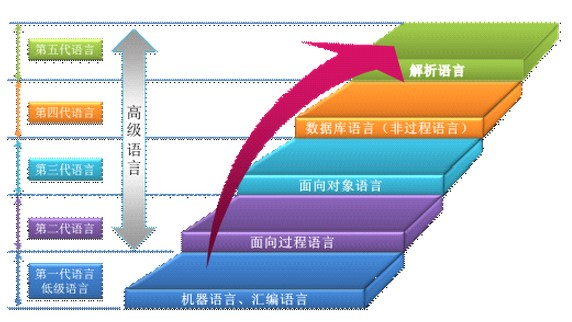 第五代语言
解析语言
第四代语言
数据库语言（非过程语言）
高级语言
第三代语言
面向对象语言
第二代语言
面向过程语言
第一代语言
低级语言
机器语言、汇编语言